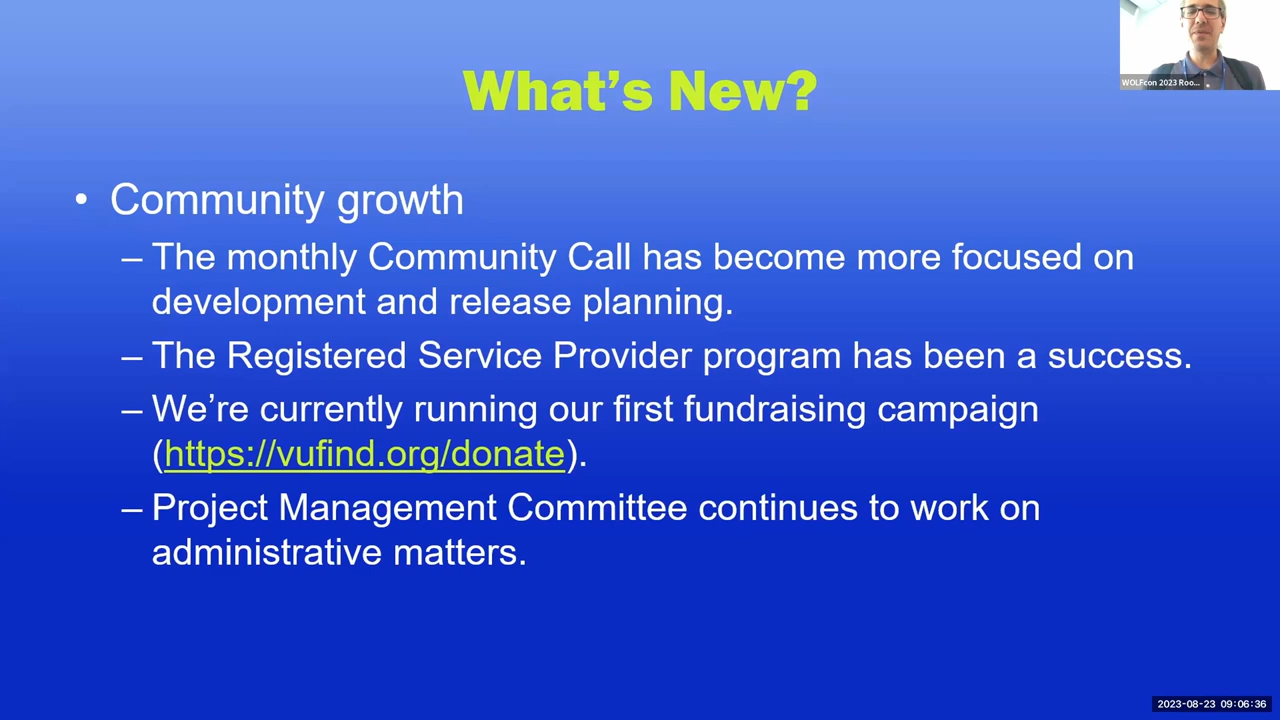 What's New?
WOLFcon 2023 Roo...
• Community growth
– The monthly Community Call has become more focused on
development and release planning.
– The Registered Service Provider program has been a success.
– We're currently running our first fundraising campaign
(https://vufind.org/donate).
– Project Management Committee continues to work on
administrative matters.
2023-08-23 09:06:36